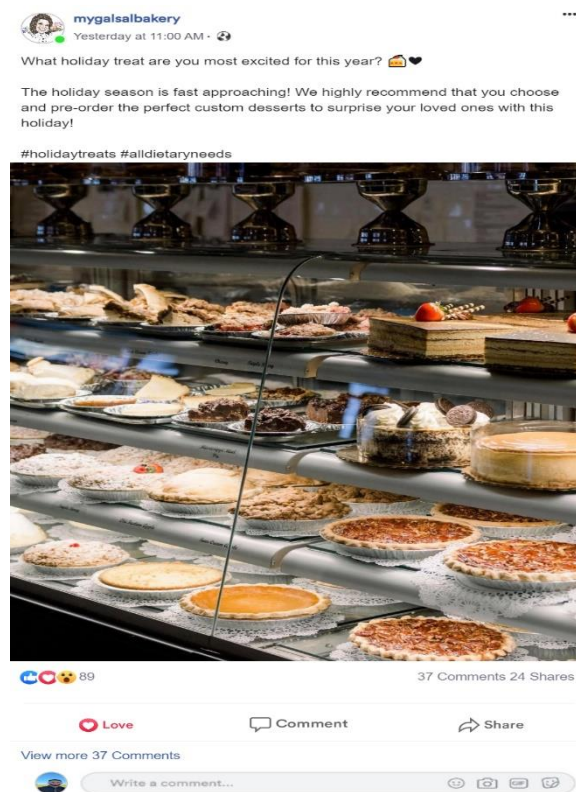 mygalsalbakery
Yesterday at 11:00 AM ·
What holiday treat are you most excited for this year? 🍰🖤
The holiday season is fast approaching! We highly recommend that you choose
and pre-order the perfect custom desserts to surprise your loved ones with this
holiday!
#holidaytreats #alldietaryneeds
89
37 Comments 24 Shares
Love
Comment
Share
View more 37 Comments
Write a comment...
GIF